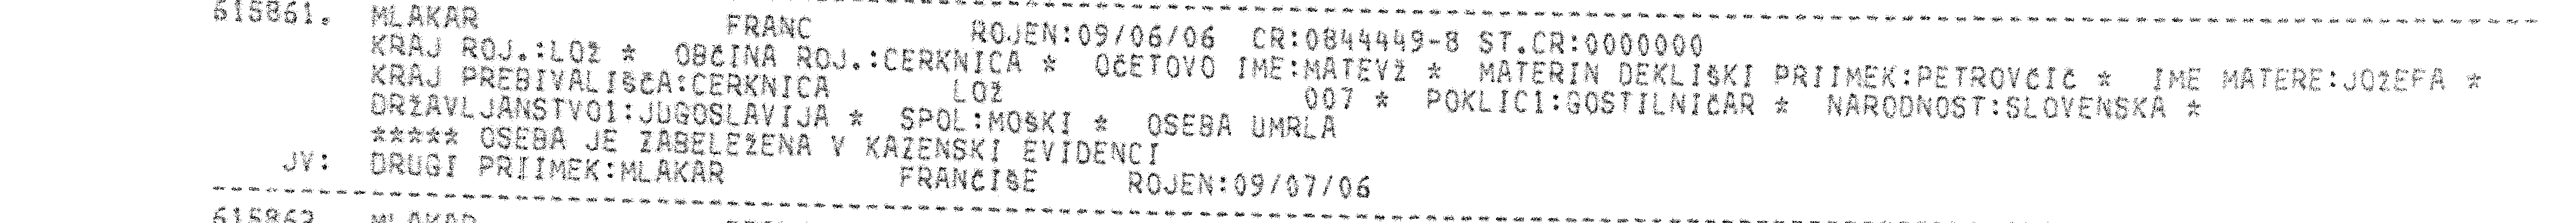 615861. MLAKAR FRANC ROJEN:09/06/06 CR:0844449-8 ST.CR:0000000
KRAJ ROJ.:LOŽ * OBČINA ROJ.:CERKNICA * OČETOVO IME:MATEVŽ * MATERIN DEKLIŠKI PRIIMEK:PETROVČIČ * IME MATERE:JOŽEFA *
KRAJ PREBIVALIŠČA:CERKNICA LOŽ 007 * POKLIC1:GOSTILNIČAR * NARODNOST:SLOVENSKA *
DRŽAVLJANSTVO1:JUGOSLAVIJA * SPOL:MOŠKI * OSEBA UMRLA
***** OSEBA JE ZABELEŽENA V KAZENSKI EVIDENCI
JV: DRUGI PRIIMEK:MLAKAR FRANČIŠE ROJEN:09/07/06
MLAKAR